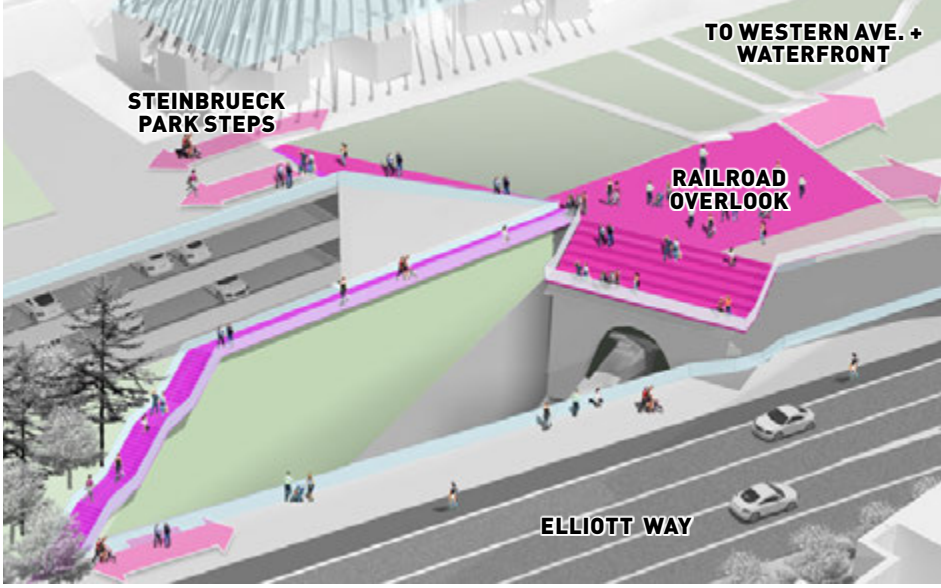 TO WESTERN AVE. +
WATERFRONT
STEINBRUECK
PARK STEPS
RAILROAD
OVERLOOK
ELLIOTT WAY